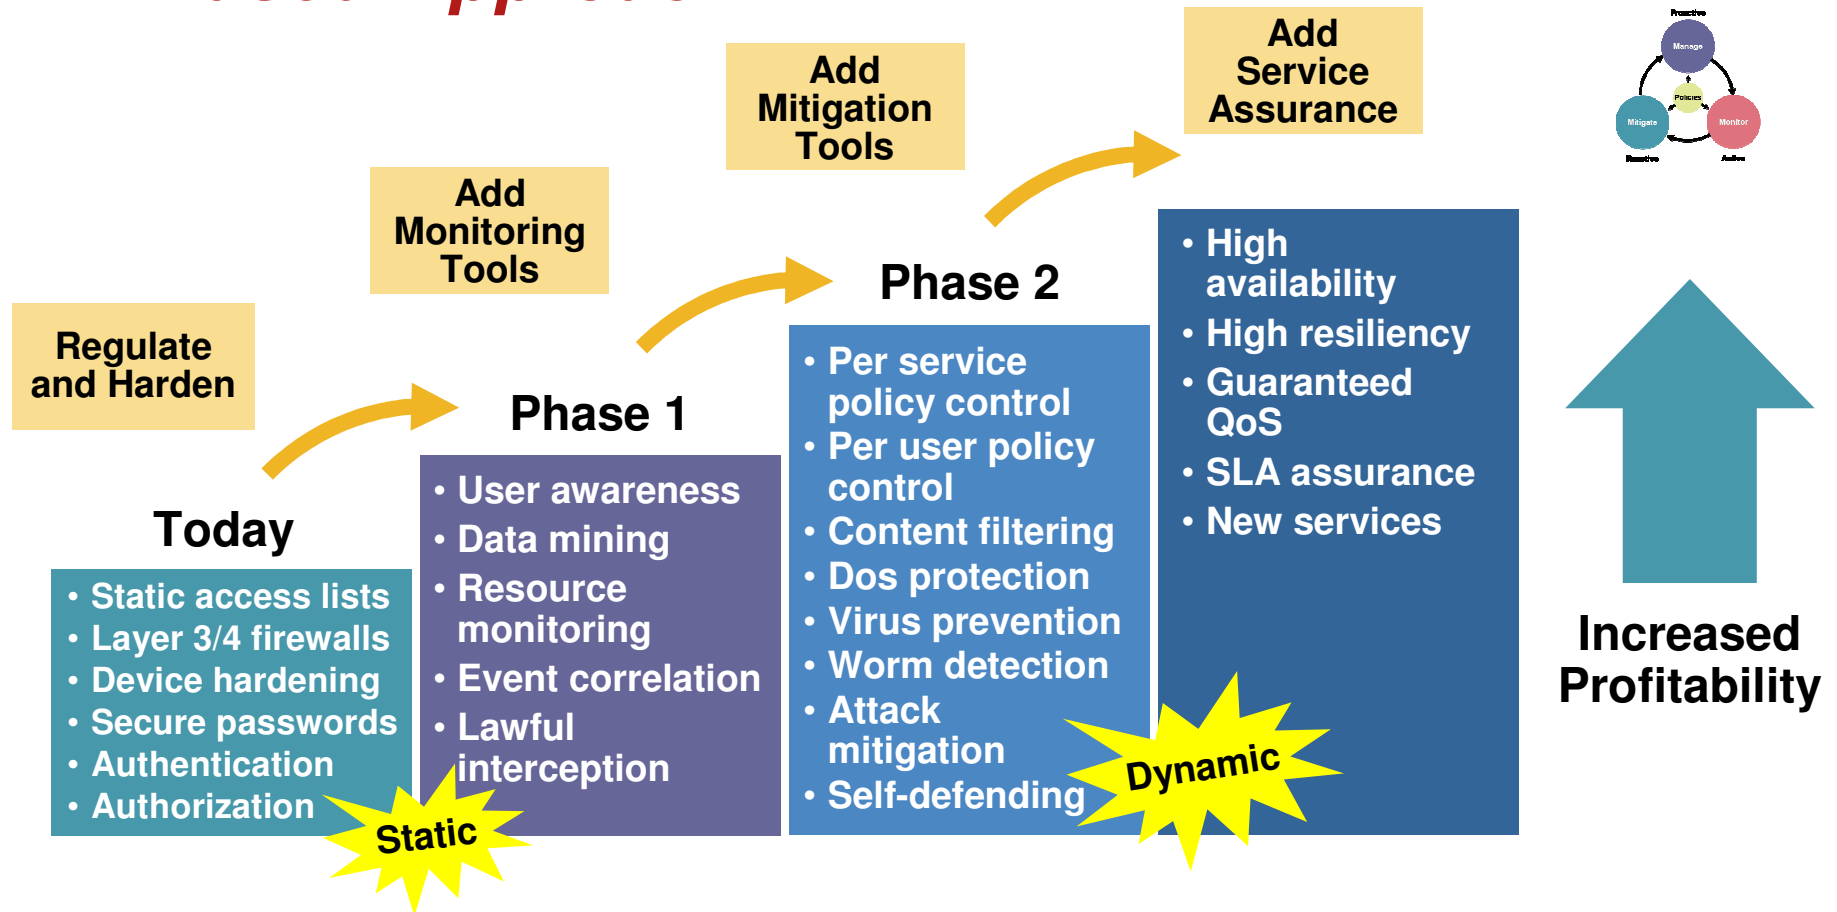 Add
Service
Assurance
Add
Mitigation
Tools
Add
Monitoring
Tools
Regulate
and Harden
Proactive
Manage
Policies
Mitigate
Monitor
Reactive
Active
Today
• Static access lists
• Layer 3/4 firewalls
• Device hardening
• Secure passwords
• Authentication
• Authorization
Static
Phase 1
• User awareness
• Data mining
• Resource
monitoring
• Event correlation
• Lawful
interception
Phase 2
• Per service
policy control
• Per user policy
control
• Content filtering
• Dos protection
• Virus prevention
• Worm detection
• Attack
mitigation
• Self-defending
Dynamic
• High
availability
• High resiliency
• Guaranteed
QoS
• SLA assurance
• New services
Increased
Profitability